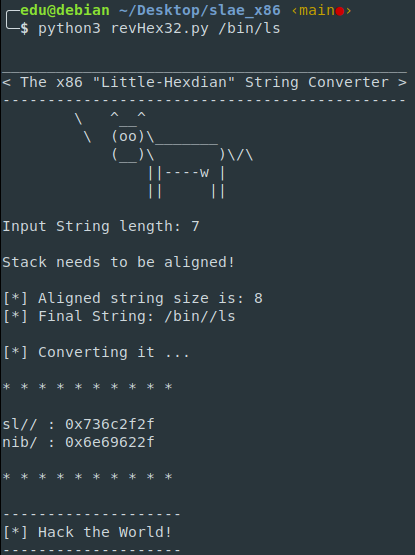 ╭─edu@debian ~/Desktop/slae_x86 ‹main●›
╰─$ python3 revHex32.py /bin/ls
_____________________________________________
< The x86 "Little-Hexdian" String Converter >
---------------------------------------------
        \   ^__^
         \  (oo)\_______
            (__)\       )\/\
                ||----w |
                ||     ||
Input String length: 7
Stack needs to be aligned!
[*] Aligned string size is: 8
[*] Final String: /bin//ls
[*] Converting it ...
* * * * * * * * * *
sl// : 0x736c2f2f
nib/ : 0x6e69622f
* * * * * * * * * *
--------------------
[*] Hack the World!
--------------------